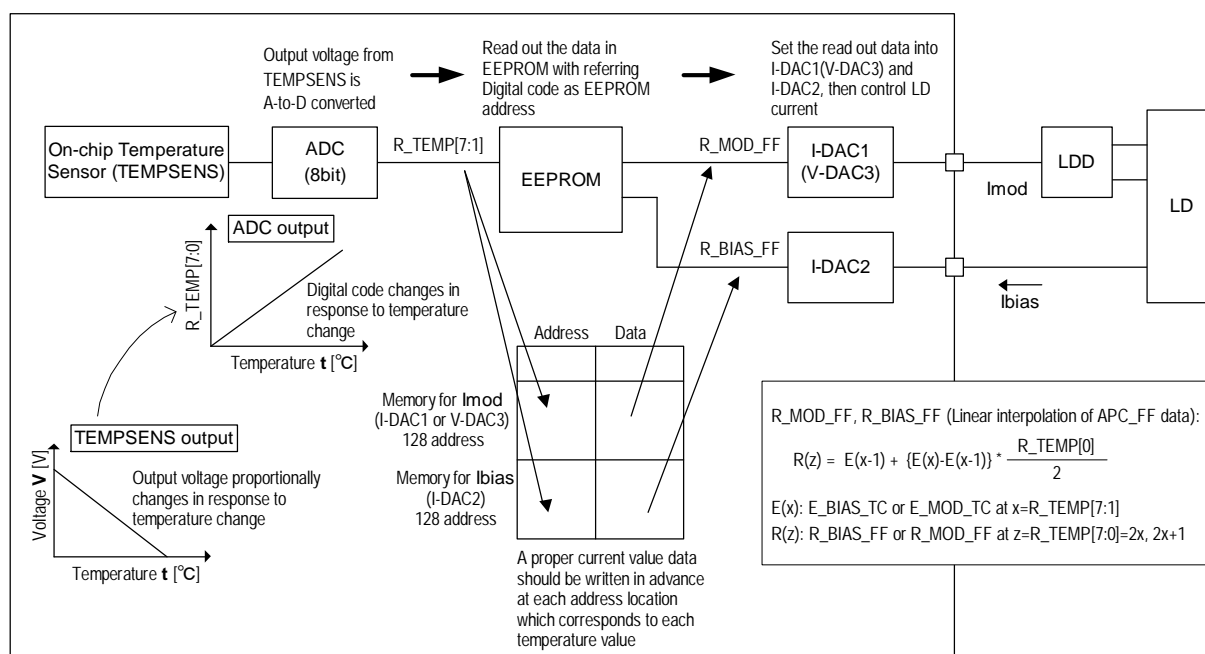 Output voltage from
TEMPSENS is
A-to-D converted
Read out the data in
EEPROM with referring
Digital code as EEPROM
address
Set the read out data into
I-DAC1(V-DAC3) and
I-DAC2, then control LD
current
On-chip Temperature
Sensor (TEMPSENS)
ADC
(8bit)
R_TEMP[7:1]
EEPROM
R_MOD_FF
I-DAC1
(V-DAC3)
Imod
LDD
LD
R_BIAS_FF
I-DAC2
Ibias
ADC output
R_TEMP[7:0]
Digital code changes in
response to temperature
change
Temperature t [°C]
TEMPSENS output
Voltage V [V]
Output voltage proportionally
changes in response to
temperature change
Temperature t [°C]
Address Data
Memory for Imod
(I-DAC1 or V-DAC3)
128 address
Memory for Ibias
(I-DAC2)
128 address
A proper current value data
should be written in advance
at each address location
which corresponds to each
temperature value
R_MOD_FF, R_BIAS_FF (Linear interpolation of APC_FF data):
R(z) = E(x-1) + {E(x)-E(x-1)} * R_TEMP[0]
2
E(x): E_BIAS_TC or E_MOD_TC at x=R_TEMP[7:1]
R(z): R_BIAS_FF or R_MOD_FF at z=R_TEMP[7:0]=2x, 2x+1